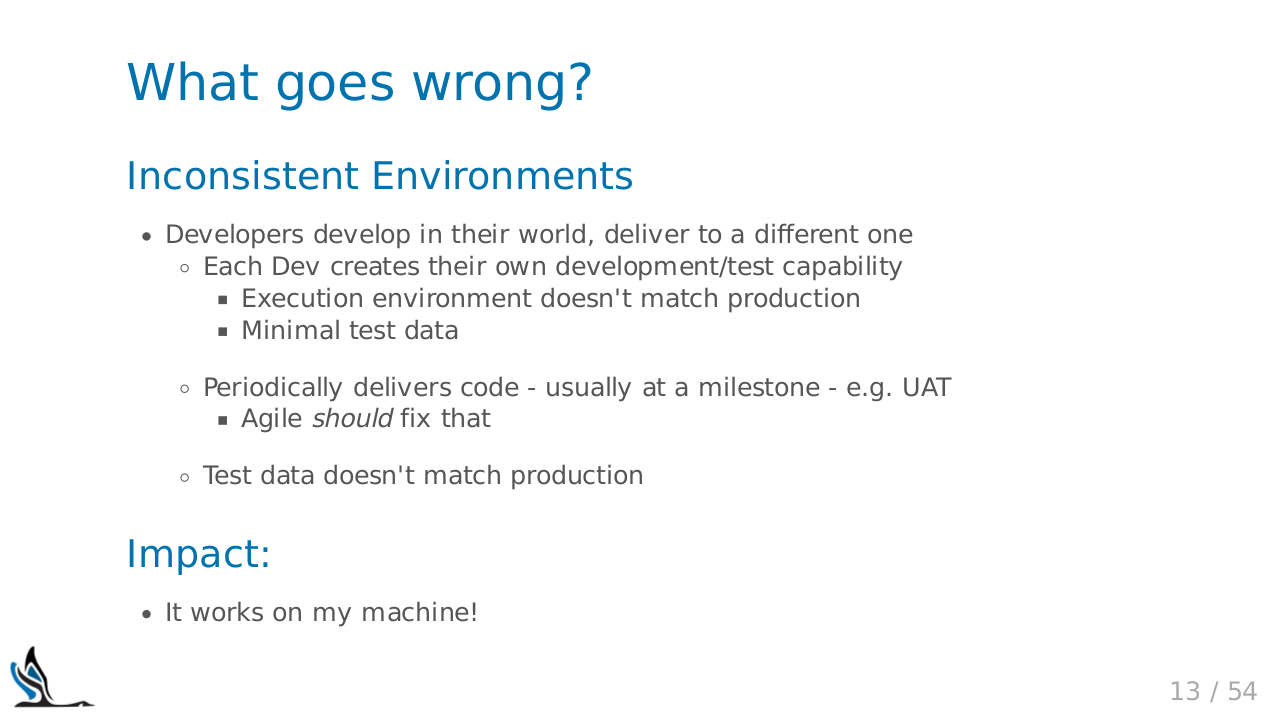 What goes wrong?
Inconsistent Environments
• Developers develop in their world, deliver to a different one
◦ Each Dev creates their own development/test capability
▪ Execution environment doesn't match production
▪ Minimal test data
◦ Periodically delivers code - usually at a milestone - e.g. UAT
▪ Agile should fix that
◦ Test data doesn't match production
Impact:
• It works on my machine!
13 / 54